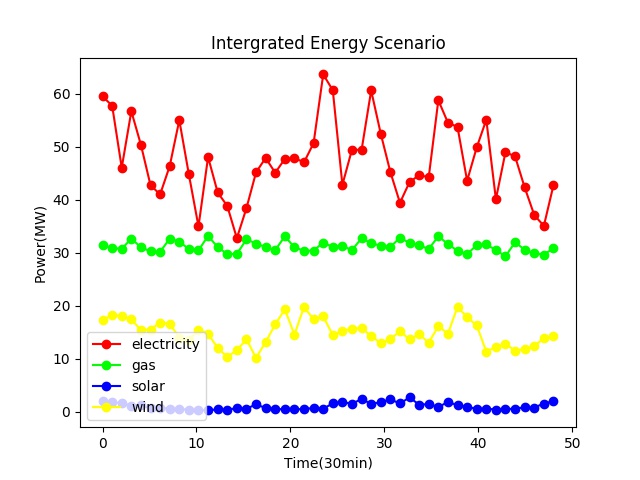 Intergrated Energy Scenario
Power(MW)
60
50
40
30
20
10
0
electricity
gas
solar
wind
0 10 20 30 40 50
Time(30min)